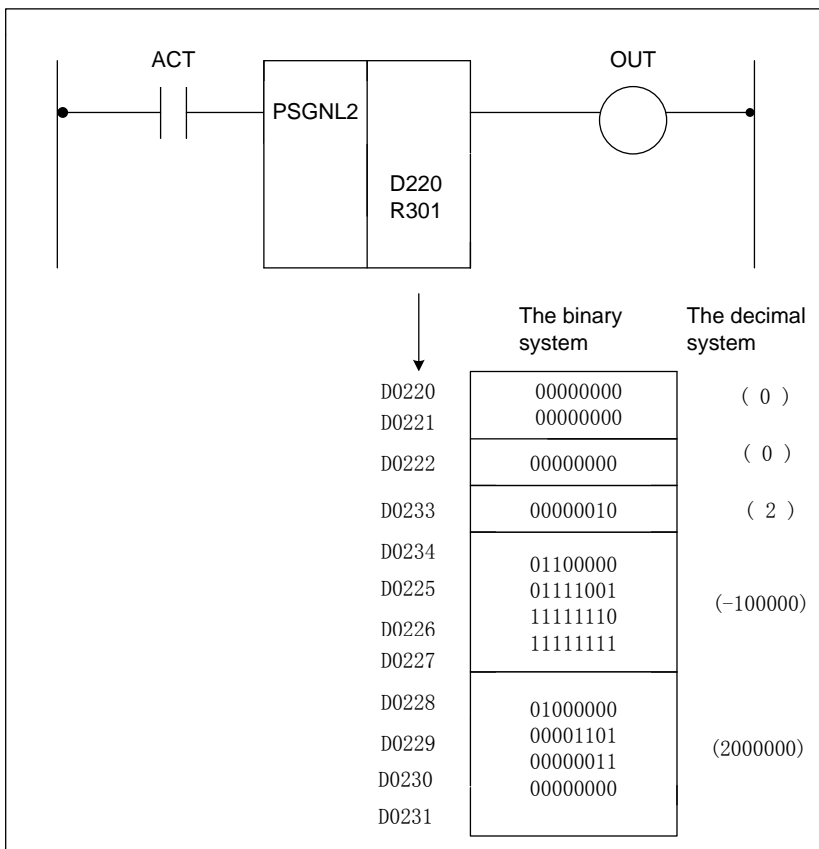 ACT
OUT
PSGNL2
D220
R301
The binary system
The decimal system
D0220 00000000 ( 0 )
D0221 00000000
D0222 00000000 ( 0 )
D0233 00000010 ( 2 )
D0234 01100000
D0225 01111001 (-100000)
D0226 11111110
D0227 11111111
D0228 01000000
D0229 00001101 (2000000)
D0230 00000011
D0231 00000000